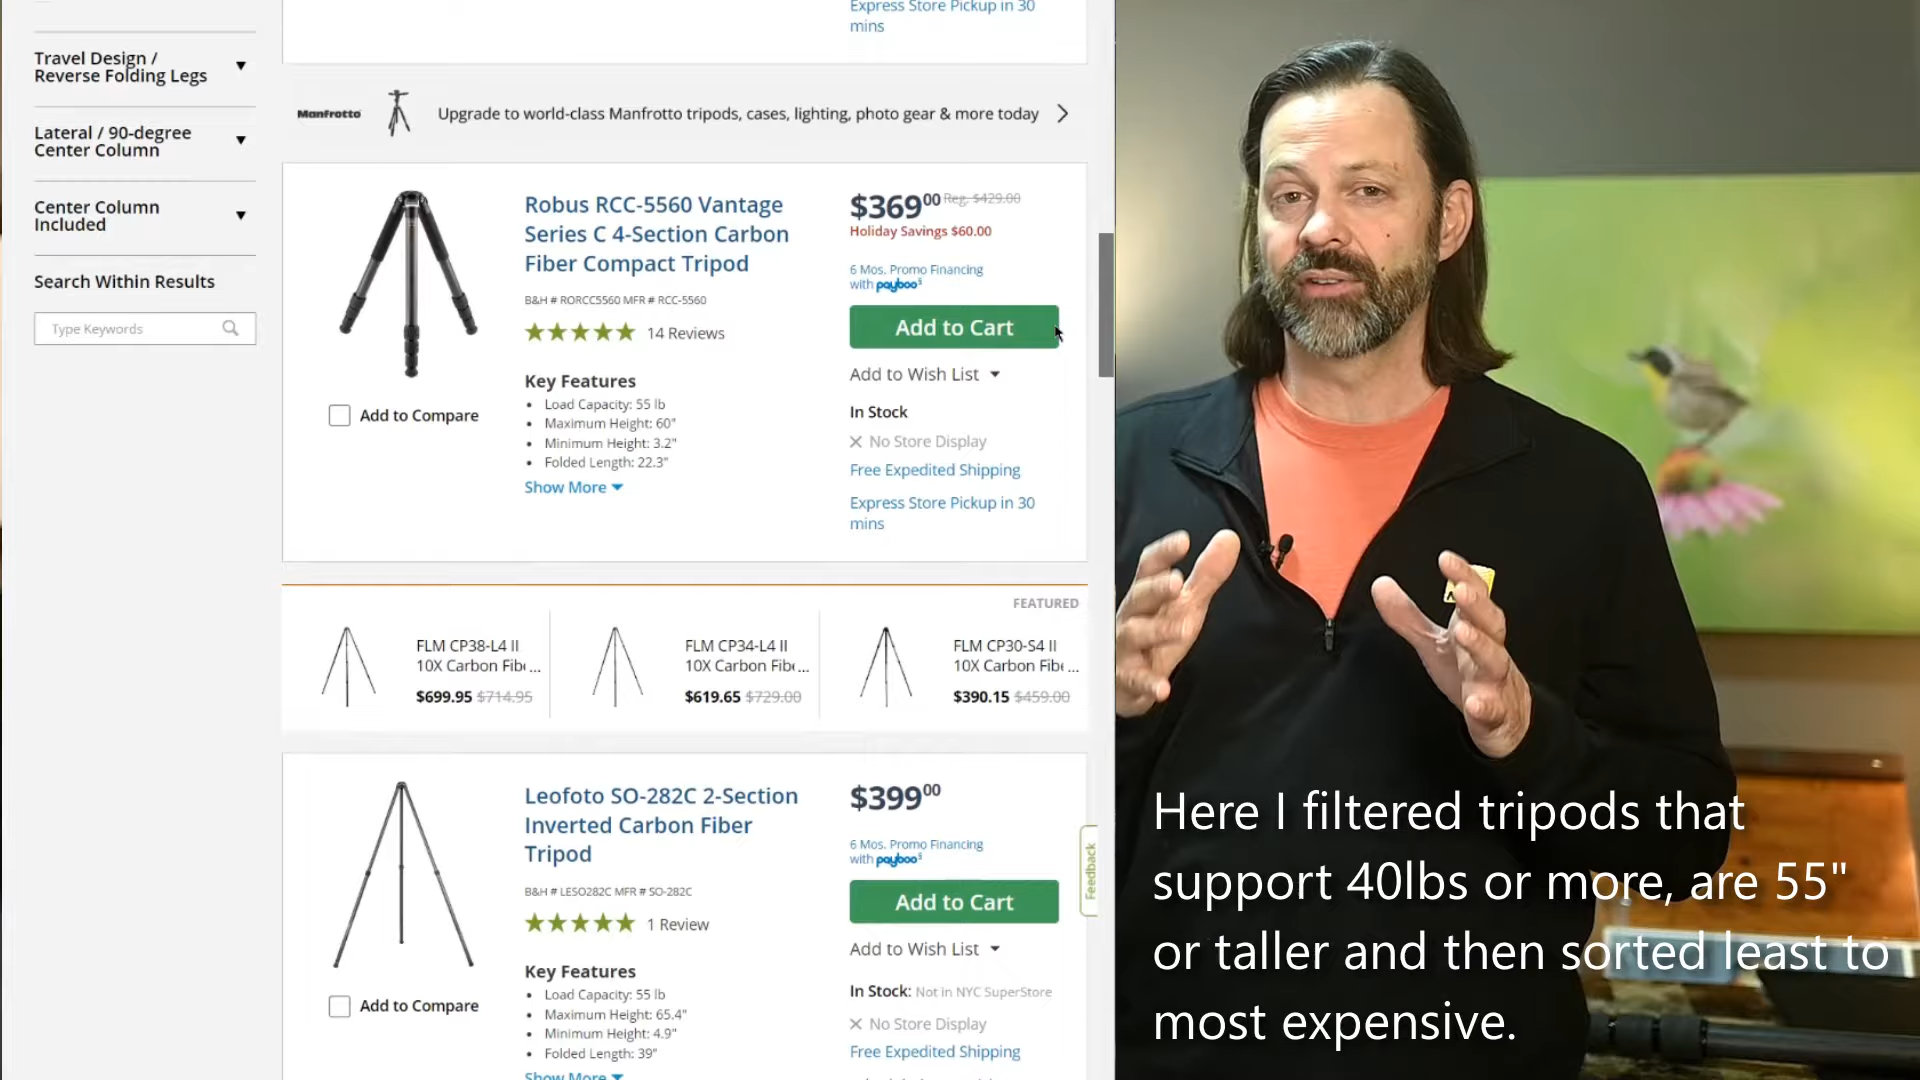 Express Store Pickup in 30
mins
Travel Design /
Reverse Folding Legs
Lateral / 90-degree
Center Column
Center Column
Included
Search Within Results
Type Keywords
Manfrotto
Upgrade to world-class Manfrotto tripods, cases, lighting, photo gear & more today
Robus RCC-5560 Vantage
Series C 4-Section Carbon
Fiber Compact Tripod
B&H # RORCC5560 MFR # RCC-5560
14 Reviews
Key Features
• Load Capacity: 55 lb
• Maximum Height: 60"
• Minimum Height: 3.2"
• Folded Length: 22.3"
Show More
Add to Compare
$369.00 Reg. $429.00
Holiday Savings $60.00
6 Mos. Promo Financing
with payboo§
Add to Cart
Add to Wish List
In Stock
No Store Display
Free Expedited Shipping
Express Store Pickup in 30
mins
FEATURED
FLM CP38-L4 II
10X Carbon Fibe...
$699.95 $714.95
FLM CP34-L4 II
10X Carbon Fibe...
$619.65 $729.00
FLM CP30-S4 II
10X Carbon Fibe...
$390.15 $459.00
Leofoto SO-282C 2-Section
Inverted Carbon Fiber
Tripod
B&H # LESO282C MFR # SO-282C
1 Review
Key Features
• Load Capacity: 55 lb
• Maximum Height: 65.4"
• Minimum Height: 4.9"
• Folded Length: 39"
Show More
Add to Compare
$399.00
6 Mos. Promo Financing
with payboo§
Add to Cart
Add to Wish List
In Stock: Not in NYC SuperStore
No Store Display
Free Expedited Shipping
Feedback
Here I filtered tripods that
support 40lbs or more, are 55"
or taller and then sorted least to
most expensive.